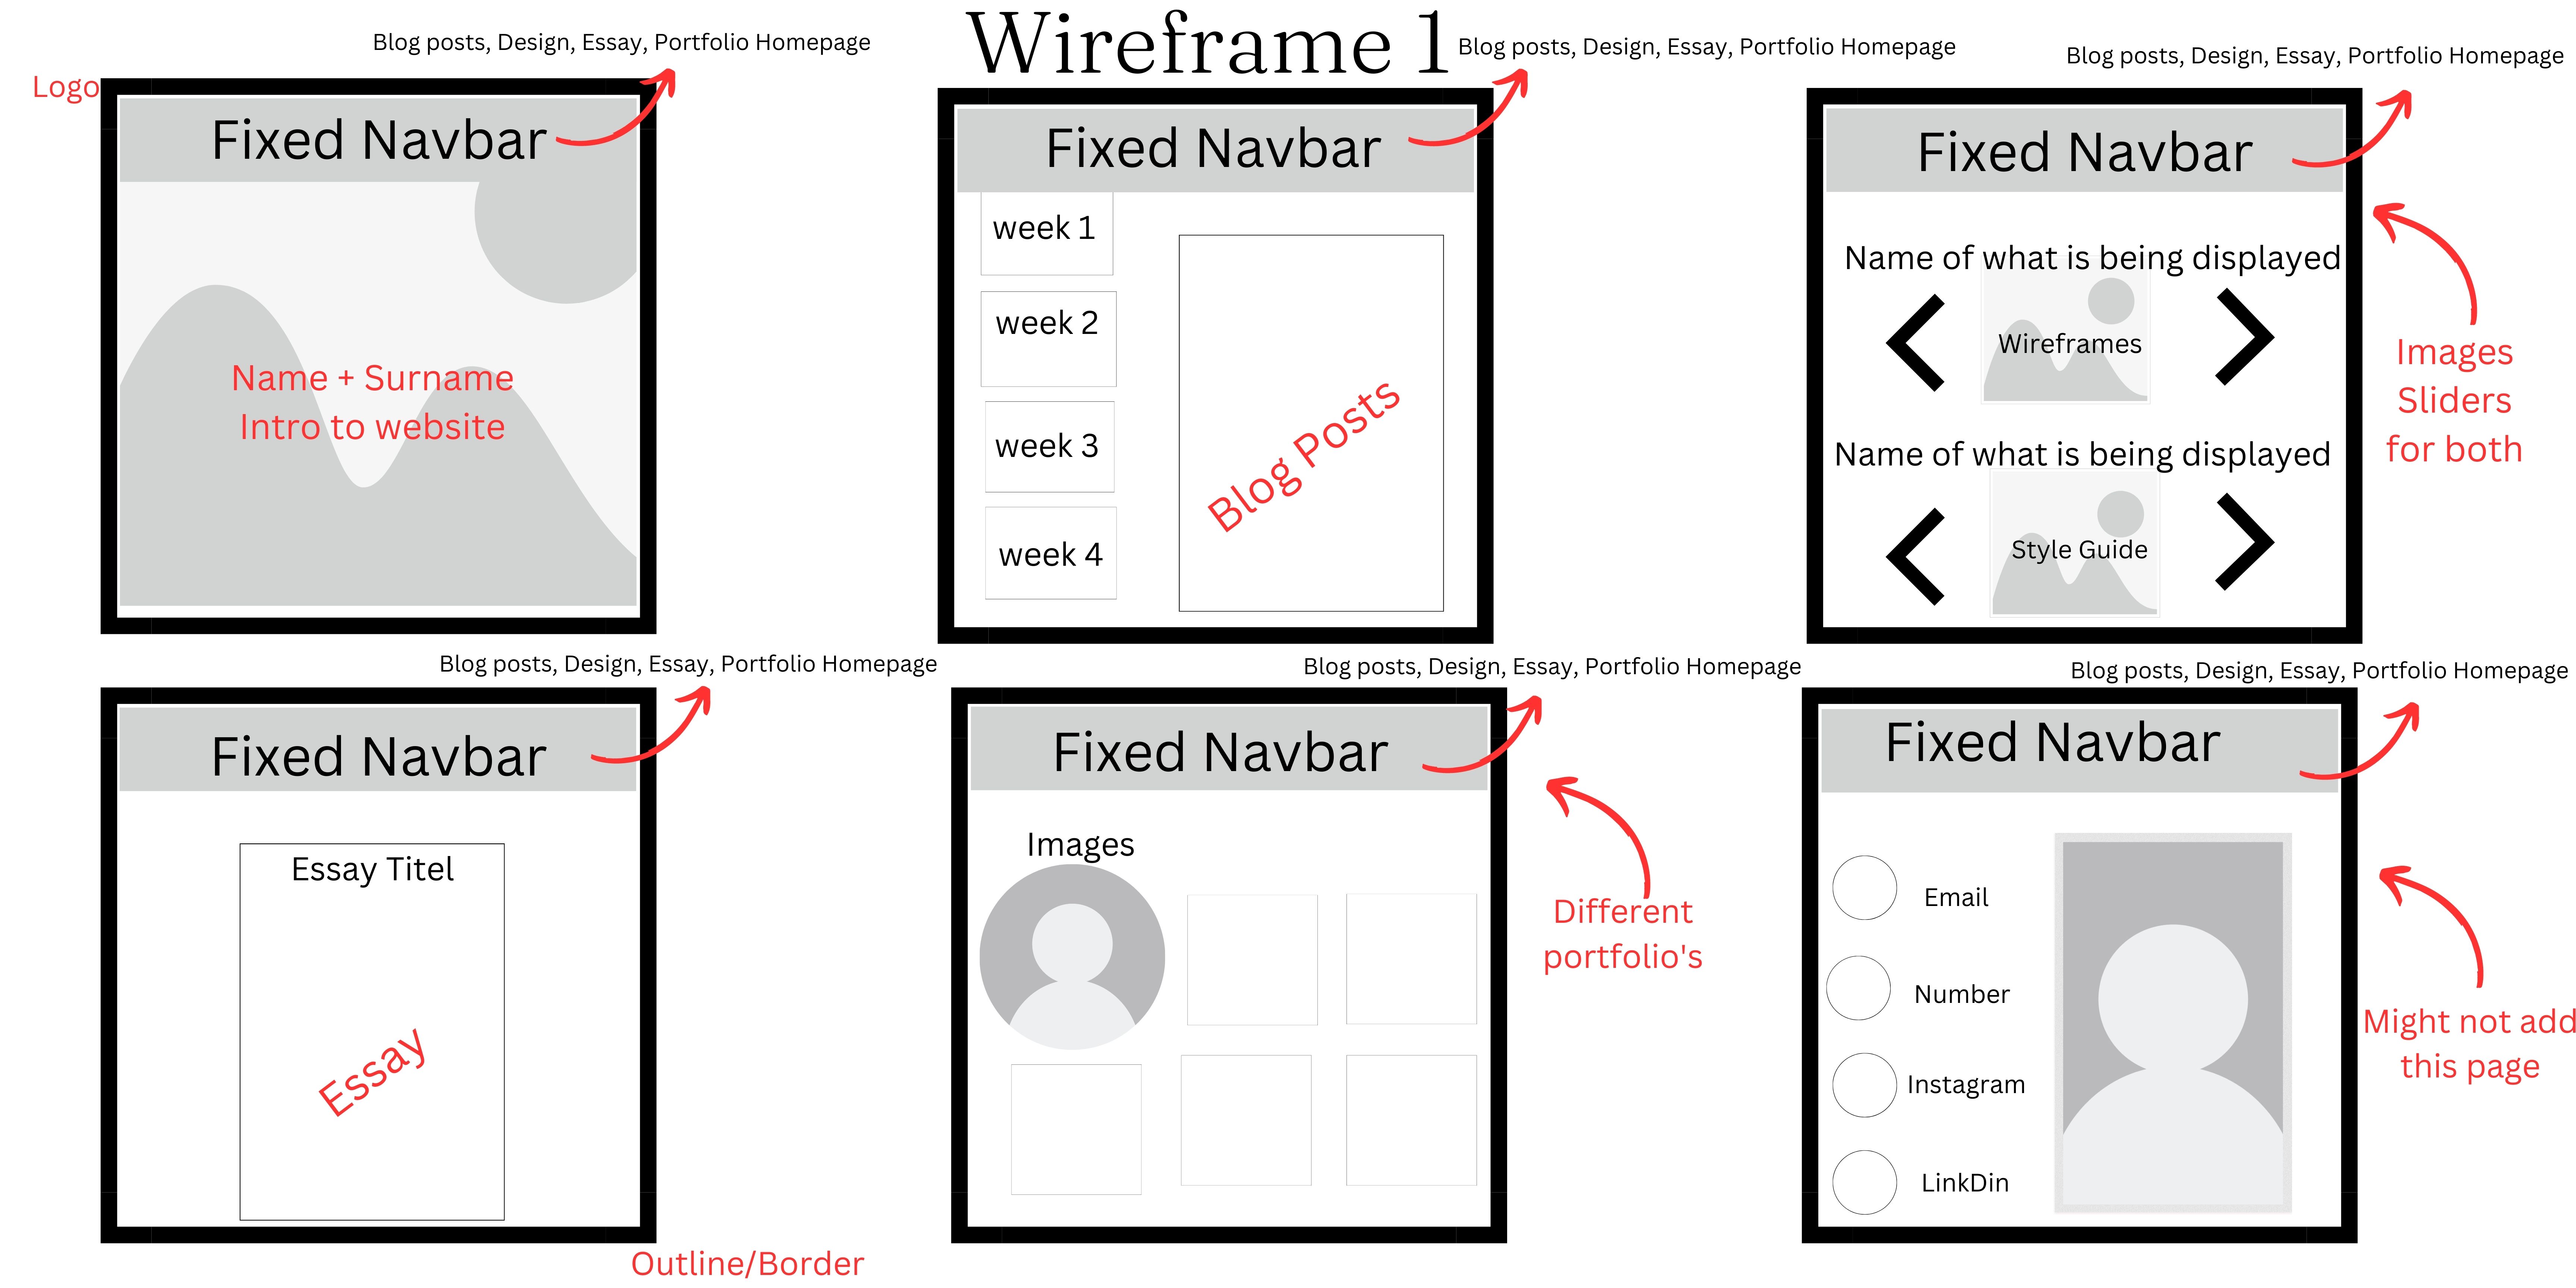 Wireframe 1
Blog posts, Design, Essay, Portfolio Homepage
Logo
Fixed Navbar
Name + Surname
Intro to website
Blog posts, Design, Essay, Portfolio Homepage
Fixed Navbar
week 1
week 2
week 3
week 4
Blog Posts
Blog posts, Design, Essay, Portfolio Homepage
Fixed Navbar
Name of what is being displayed
Wireframes
Name of what is being displayed
Style Guide
Images
Sliders
for both
Blog posts, Design, Essay, Portfolio Homepage
Fixed Navbar
Essay Titel
Essay
Outline/Border
Blog posts, Design, Essay, Portfolio Homepage
Fixed Navbar
Images
Different
portfolio's
Blog posts, Design, Essay, Portfolio Homepage
Fixed Navbar
Email
Number
Instagram
LinkDin
Might not add
this page